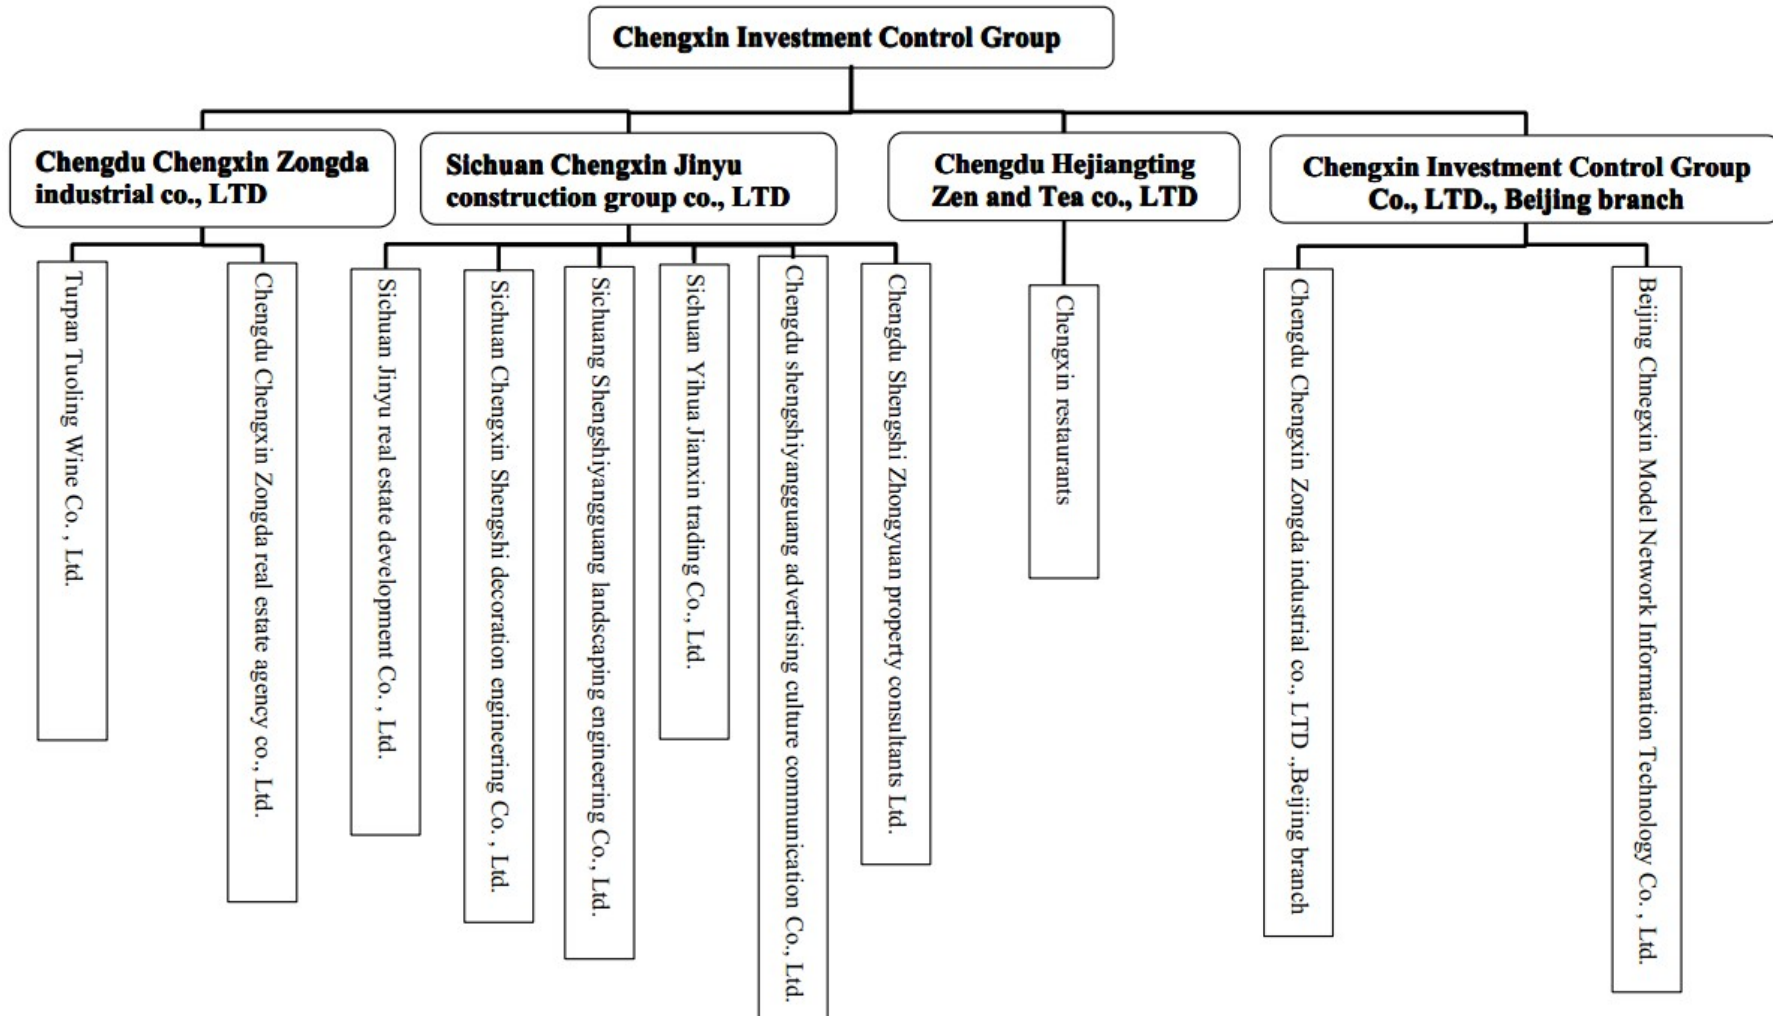 Chengxin Investment Control Group
Chengdu Chengxin Zongda
industrial co., LTD
Sichuan Chengxin Jinyu
construction group co., LTD
Chengdu Hejiangting
Zen and Tea co., LTD
Chengxin Investment Control Group
Co., LTD., Beijing branch
Turpan Tuoling Wine Co. , Ltd.
Chengdu Chengxin Zongda real estate agency co., Ltd.
Sichuan Jinyu real estate development Co. , Ltd.
Sichuan Chengxin Shengshi decoration engineering Co. , Ltd.
Sichuang Shengshiyangguang landscaping engineering Co., Ltd.
Sichuan Yihua Jianxin trading Co., Ltd.
Chengdu shengshiyangguang advertising culture communication Co., Ltd.
Chengdu Shengshi Zhongyuan property consultants Ltd.
Chengxin restaurants
Chengdu Chengxin Zongda industrial co., LTD .,Beijing branch
Beijing Chnegxin Model Network Information Technology Co. , Ltd.